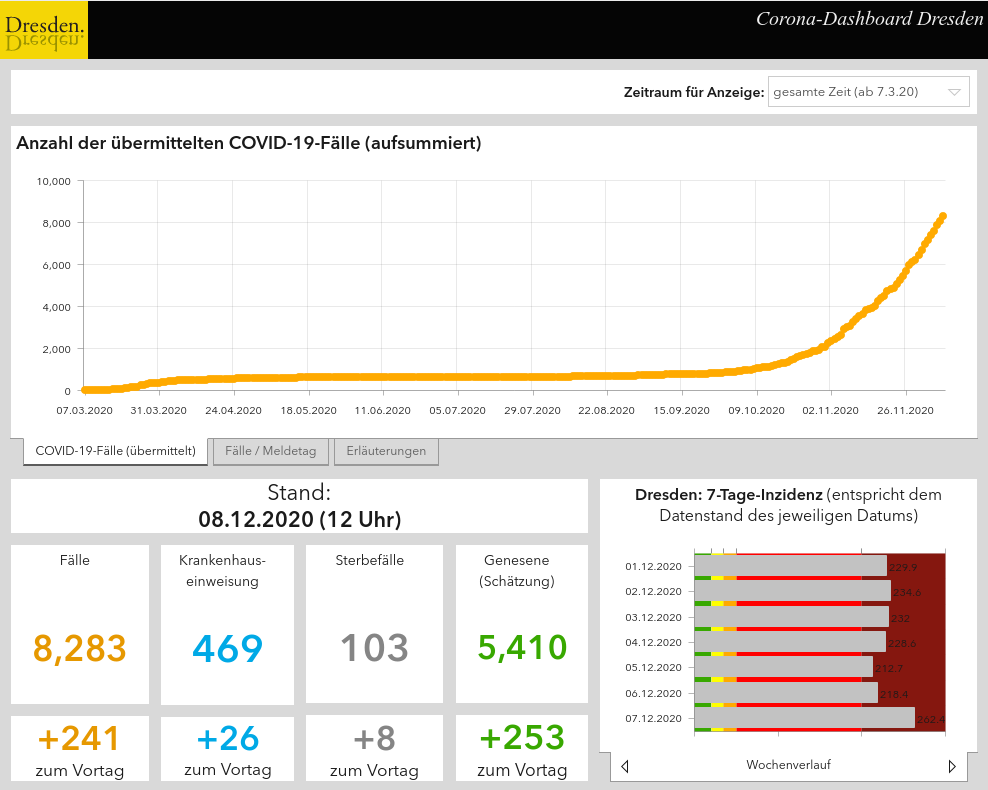 Dresden.
Dresden.
Corona-Dashboard Dresden
Zeitraum für Anzeige: gesamte Zeit (ab 7.3.20)
Anzahl der übermittelten COVID-19-Fälle (aufsummiert)
10,000
8,000
6,000
4,000
2,000
0
07.03.2020 31.03.2020 24.04.2020 18.05.2020 11.06.2020 05.07.2020 29.07.2020 22.08.2020 15.09.2020 09.10.2020 02.11.2020 26.11.2020
COVID-19-Fälle (übermittelt) Fälle / Meldetag Erläuterungen
Stand:
08.12.2020 (12 Uhr)
Fälle
8,283
+241
zum Vortag
Krankenhaus-
einweisung
469
+26
zum Vortag
Sterbefälle
103
+8
zum Vortag
Genesene
(Schätzung)
5,410
+253
zum Vortag
Dresden: 7-Tage-Inzidenz (entspricht dem
Datenstand des jeweiligen Datums)
01.12.2020 229.9
02.12.2020 234.6
03.12.2020 232
04.12.2020 228.6
05.12.2020 212.7
06.12.2020 218.4
07.12.2020 262.4
Wochenverlauf